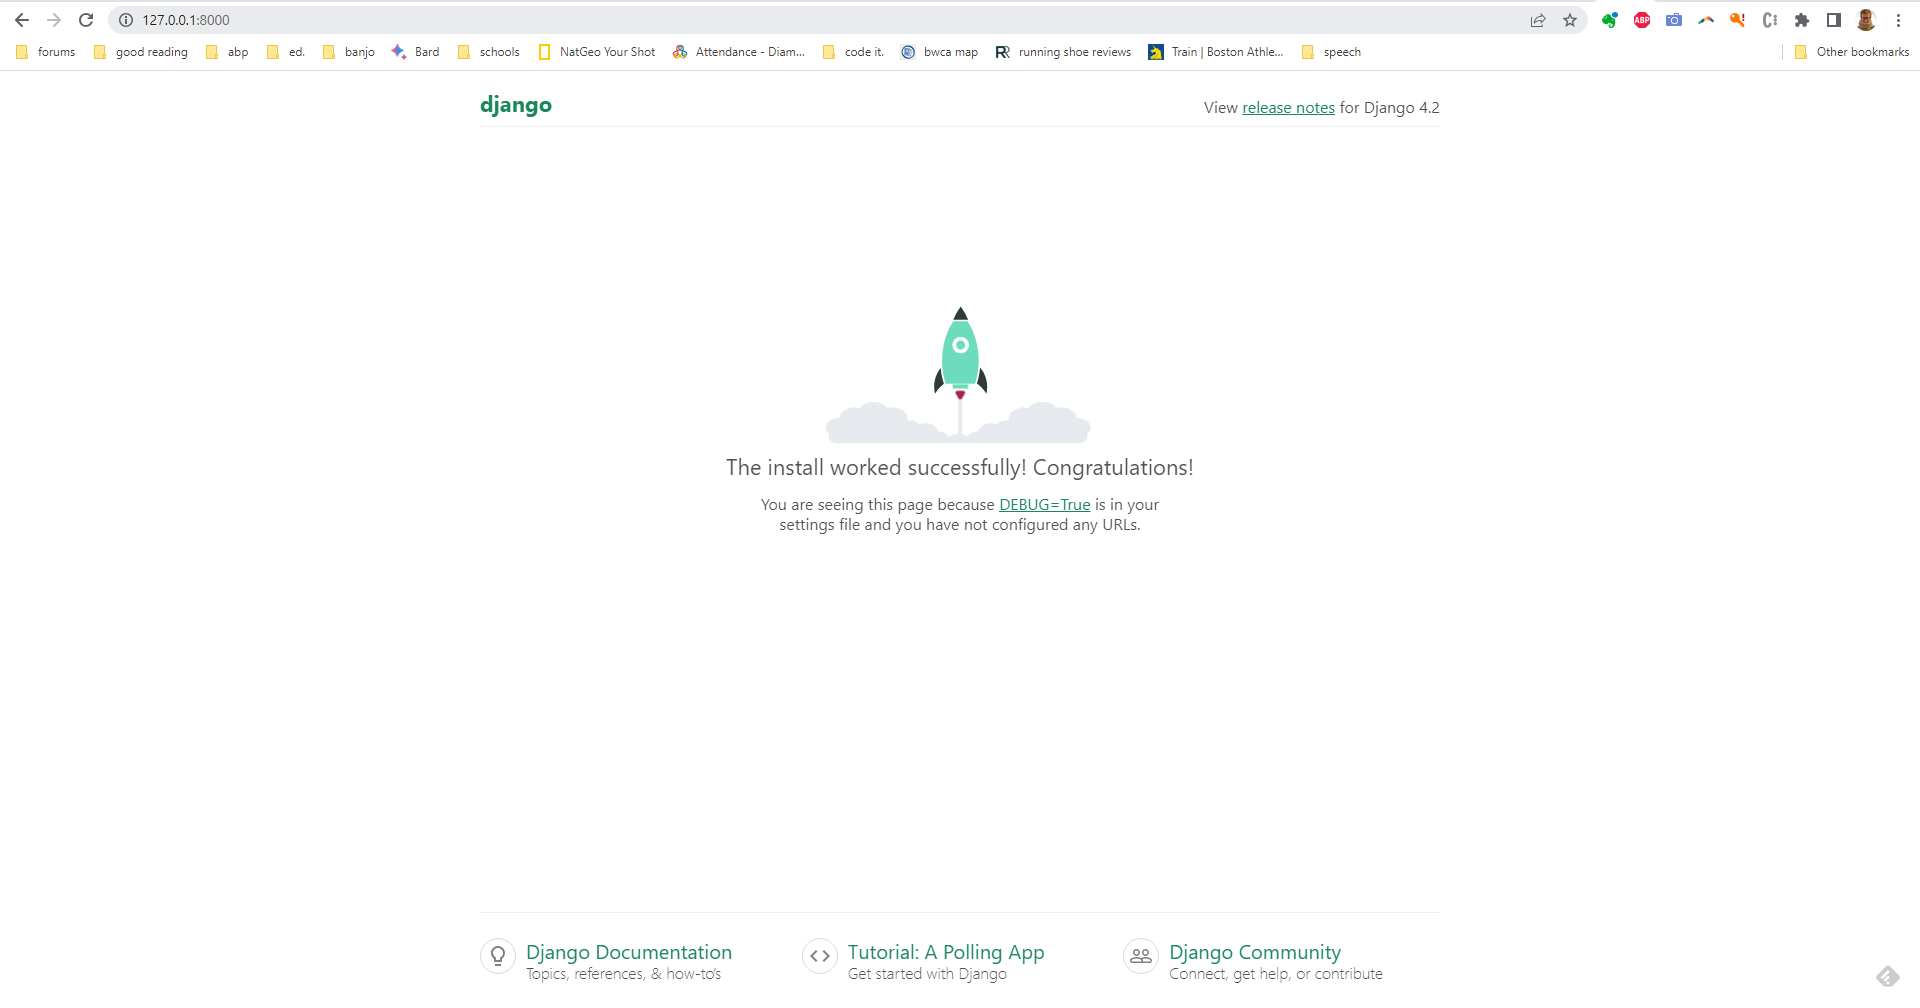 127.0.0.1:8000
ABP
forums good reading abp ed. banjo Bard schools NatGeo Your Shot Attendance - Diam... code it. bwca map running shoe reviews Train | Boston Athle... speech Other bookmarks
django
View release notes for Django 4.2
The install worked successfully! Congratulations!
You are seeing this page because DEBUG=True is in your
settings file and you have not configured any URLs.
Django Documentation
Topics, references, & how-to's
Tutorial: A Polling App
Get started with Django
Django Community
Connect, get help, or contribute